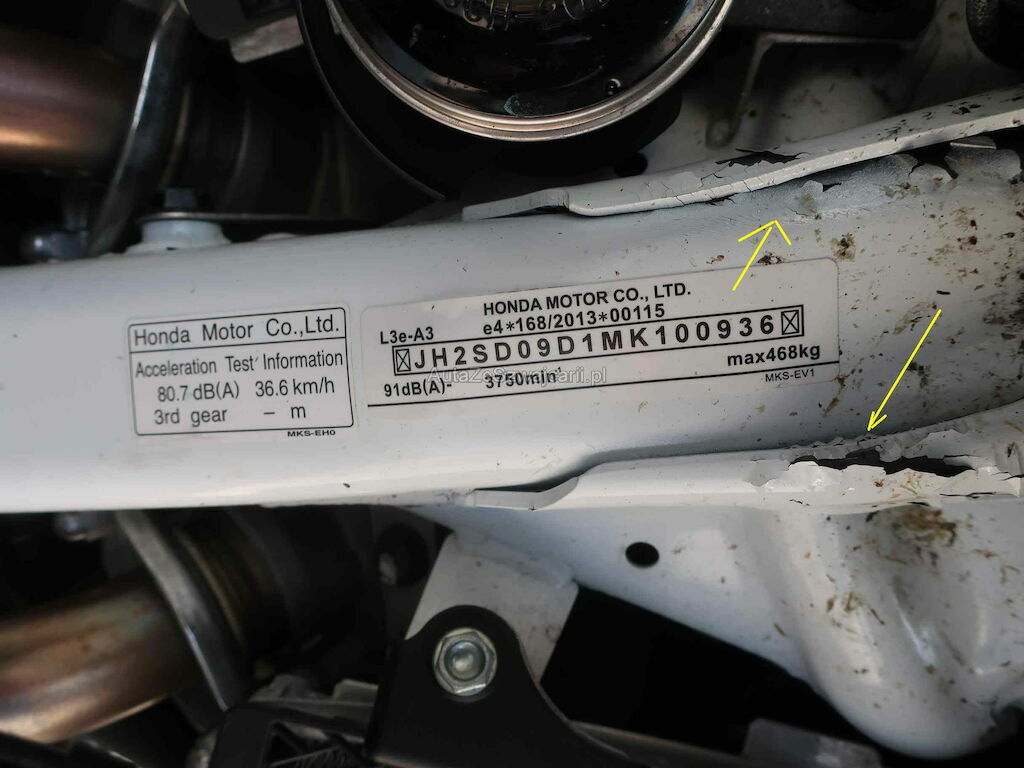 Honda Motor Co.,Ltd.
Acceleration Test Information
80.7 dB(A) 36.6 km/h
3rd gear – m
MKS-EH0
HONDA MOTOR CO., LTD.
L3e-A3 e4*168/2013*00115
JH2SD09D1MK100936
max468kg
91dB(A)- 3750min-¹
MKS-EV1